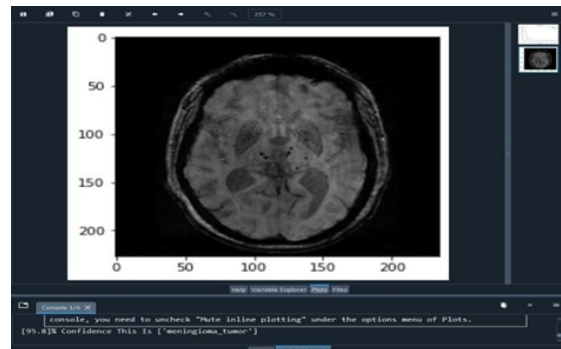 257 %
0
50
100
150
200
0 50 100 150 200
Help Variable Explorer Plots Files
Console 1/A
console, you need to uncheck "Mute inline plotting" under the options menu of Plots.
[95.8]% Confidence This Is ['meningioma_tumor']